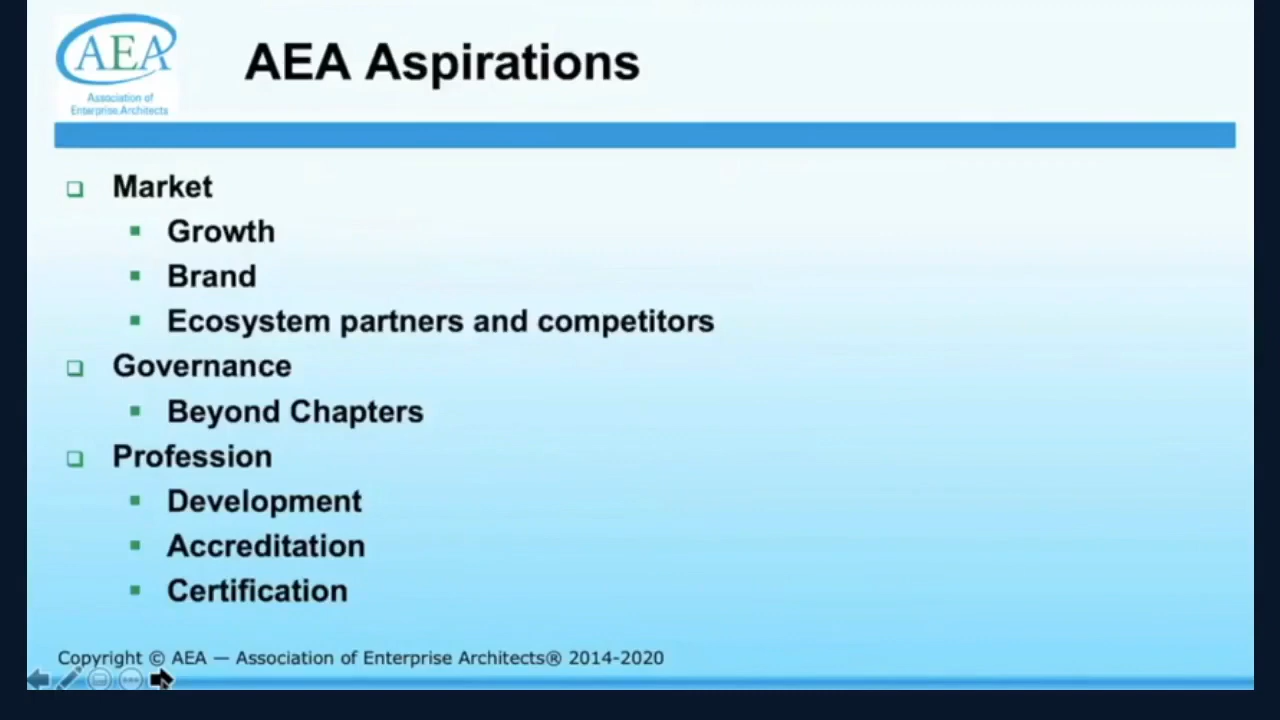 AEA
Association of
Enterprise Architects
AEA Aspirations
Market
Growth
Brand
Ecosystem partners and competitors
Governance
Beyond Chapters
Profession
Development
Accreditation
Certification
Copyright © AEA — Association of Enterprise Architects® 2014-2020